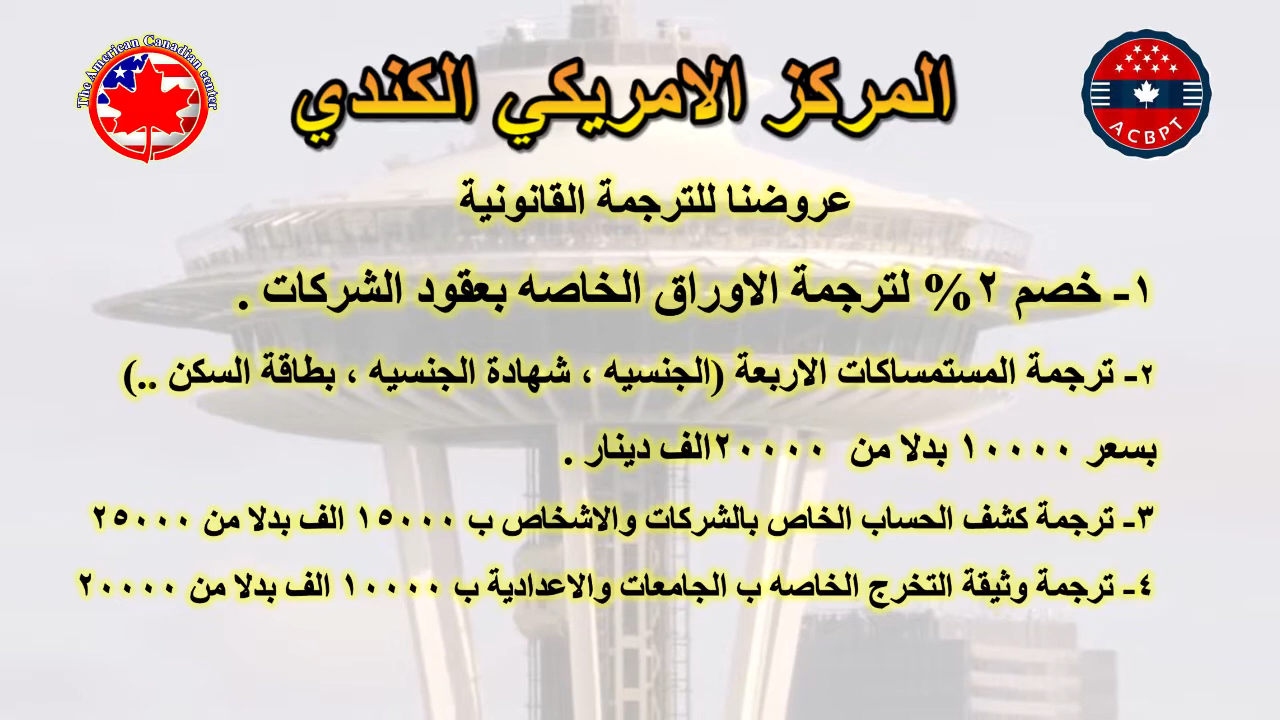 The American Canadian center
المركز الامريكي الكندي
ACBPT
عروضنا للترجمة القانونية
١- خصم ٢% لترجمة الاوراق الخاصه بعقود الشركات .
٢- ترجمة المستمساكات الاربعة (الجنسيه ، شهادة الجنسيه ، بطاقة السكن ..)
بسعر ١٠٠٠٠ بدلا من ٢٠٠٠٠الف دينار .
٣- ترجمة كشف الحساب الخاص بالشركات والاشخاص ب ١٥٠٠٠ الف بدلا من ٢٥٠٠٠
٤- ترجمة وثيقة التخرج الخاصه ب الجامعات والاعدادية ب ١٠٠٠٠ الف بدلا من ٢٠٠٠٠